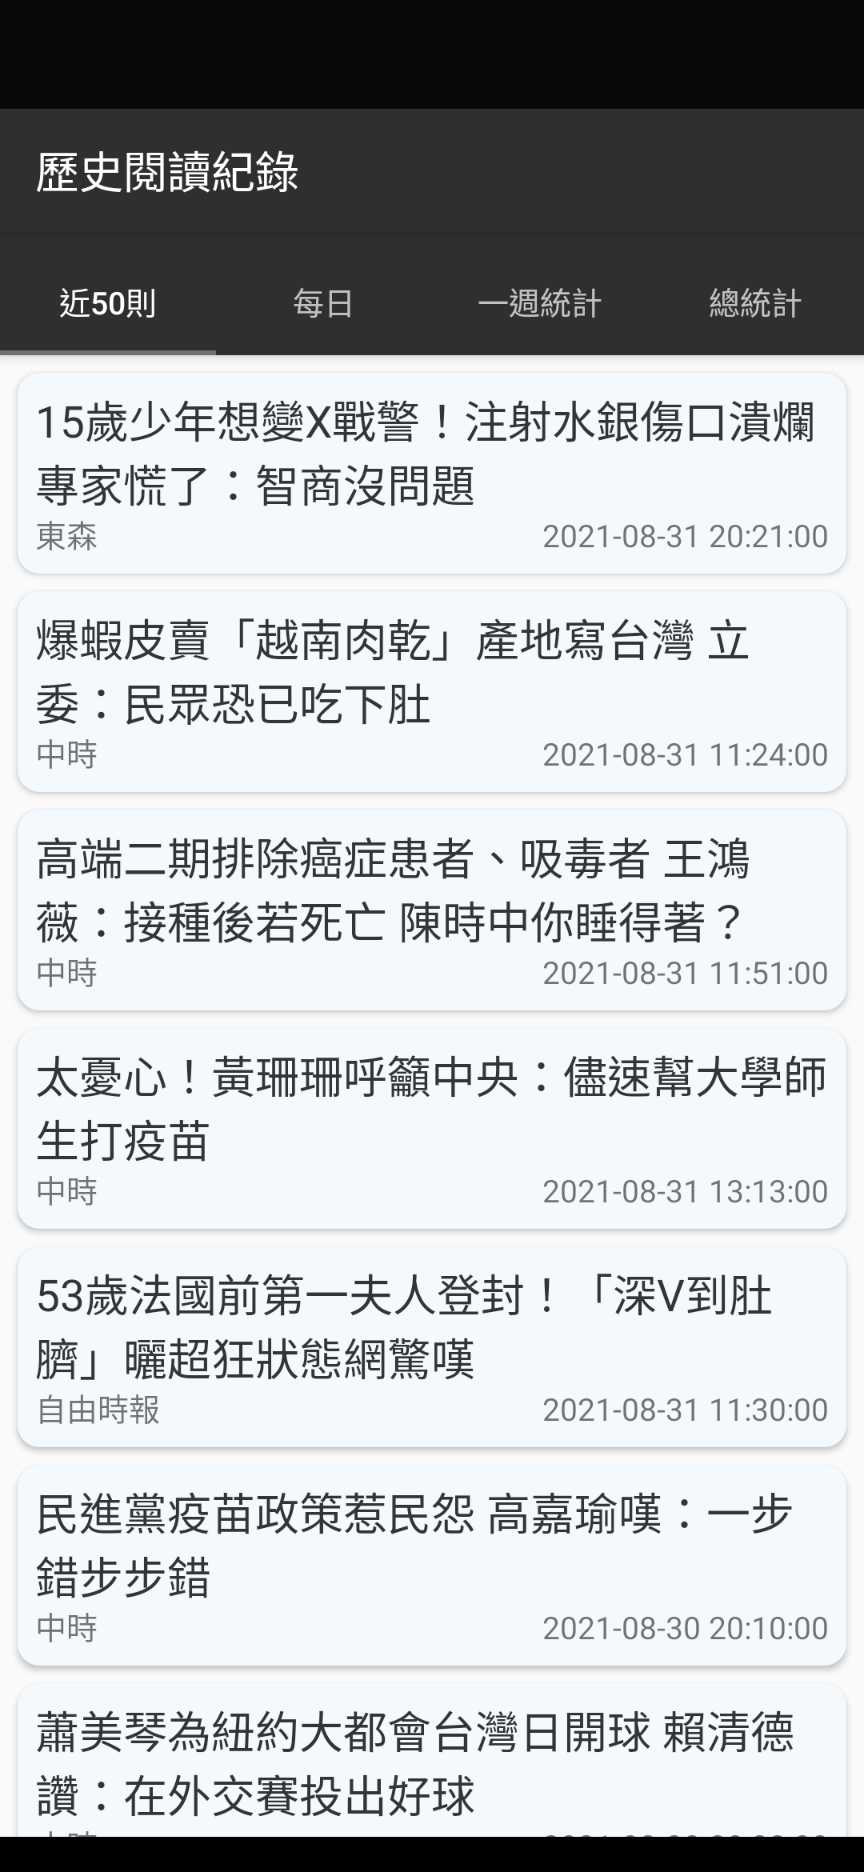 歷史閱讀紀錄
近50則 每日 一週統計 總統計
15歲少年想變X戰警！注射水銀傷口潰爛
專家慌了：智商沒問題
東森 2021-08-31 20:21:00
爆蝦皮賣「越南肉乾」產地寫台灣 立
委：民眾恐已吃下肚
中時 2021-08-31 11:24:00
高端二期排除癌症患者、吸毒者 王鴻
薇：接種後若死亡 陳時中你睡得著？
中時 2021-08-31 11:51:00
太憂心！黃珊珊呼籲中央：儘速幫大學師
生打疫苗
中時 2021-08-31 13:13:00
53歲法國前第一夫人登封！「深V到肚
臍」曬超狂狀態網驚嘆
自由時報 2021-08-31 11:30:00
民進黨疫苗政策惹民怨 高嘉瑜嘆：一步
錯步步錯
中時 2021-08-30 20:10:00
蕭美琴為紐約大都會台灣日開球 賴清德
讚：在外交賽投出好球